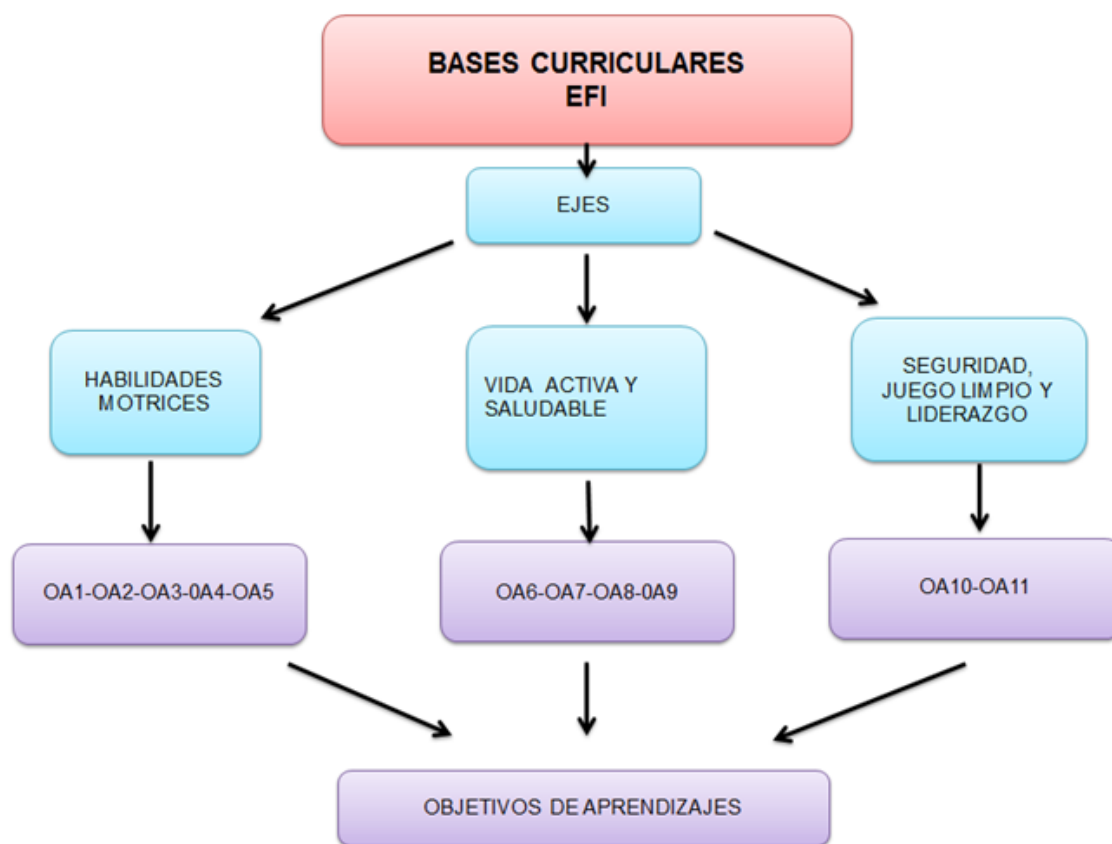 BASES CURRICULARES
EFI
EJES
HABILIDADES
MOTRICES
VIDA ACTIVA Y
SALUDABLE
SEGURIDAD,
JUEGO LIMPIO Y
LIDERAZGO
OA1-OA2-OA3-0A4-OA5
OA6-OA7-OA8-0A9
OA10-OA11
OBJETIVOS DE APRENDIZAJES